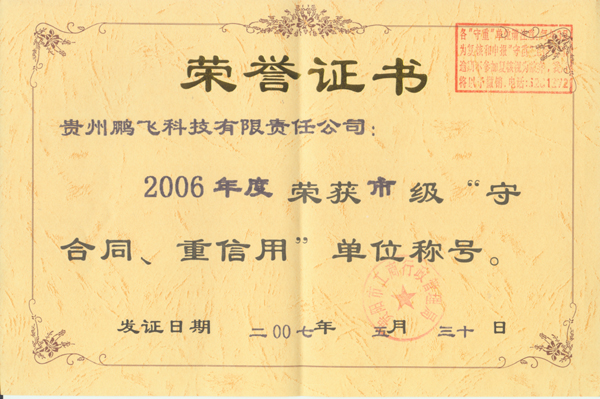 荣誉证书
贵州鹏飞科技有限责任公司：
2006年度荣获市级“守
合同、重信用”单位称号。
发证日期 二〇〇七年 五月 三十日